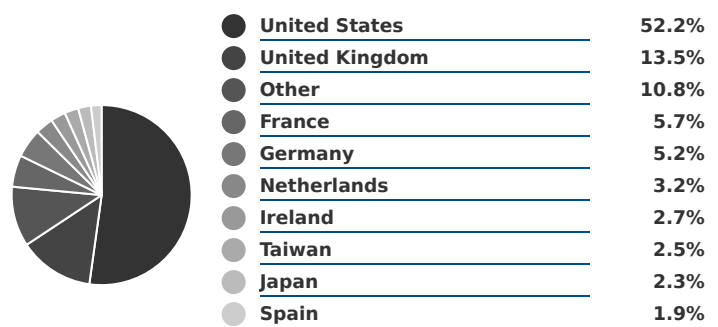 United States 52.2%
United Kingdom 13.5%
Other 10.8%
France 5.7%
Germany 5.2%
Netherlands 3.2%
Ireland 2.7%
Taiwan 2.5%
Japan 2.3%
Spain 1.9%